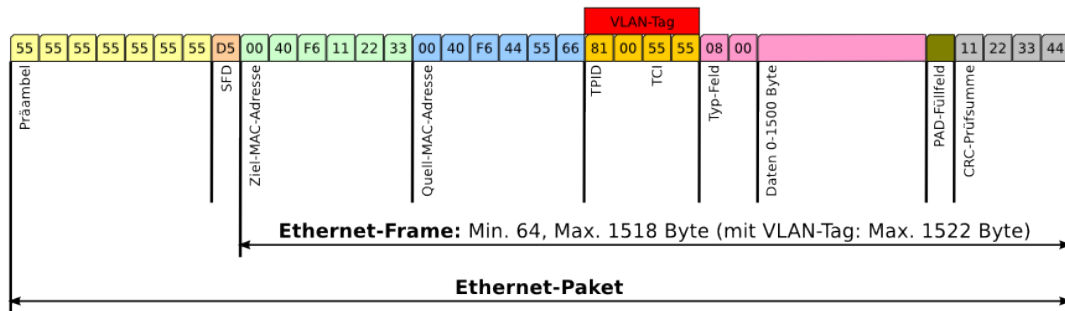 VLAN-Tag
55 55 55 55 55 55 55 D5 00 40 F6 11 22 33 00 40 F6 44 55 66 81 00 55 55 08 00 11 22 33 44
Präambel
SFD
Ziel-MAC-Adresse
Quell-MAC-Adresse
TPID
TCI
Typ-Feld
Daten 0-1500 Byte
PAD-Füllfeld
CRC-Prüfsumme
Ethernet-Frame: Min. 64, Max. 1518 Byte (mit VLAN-Tag: Max. 1522 Byte)
Ethernet-Paket